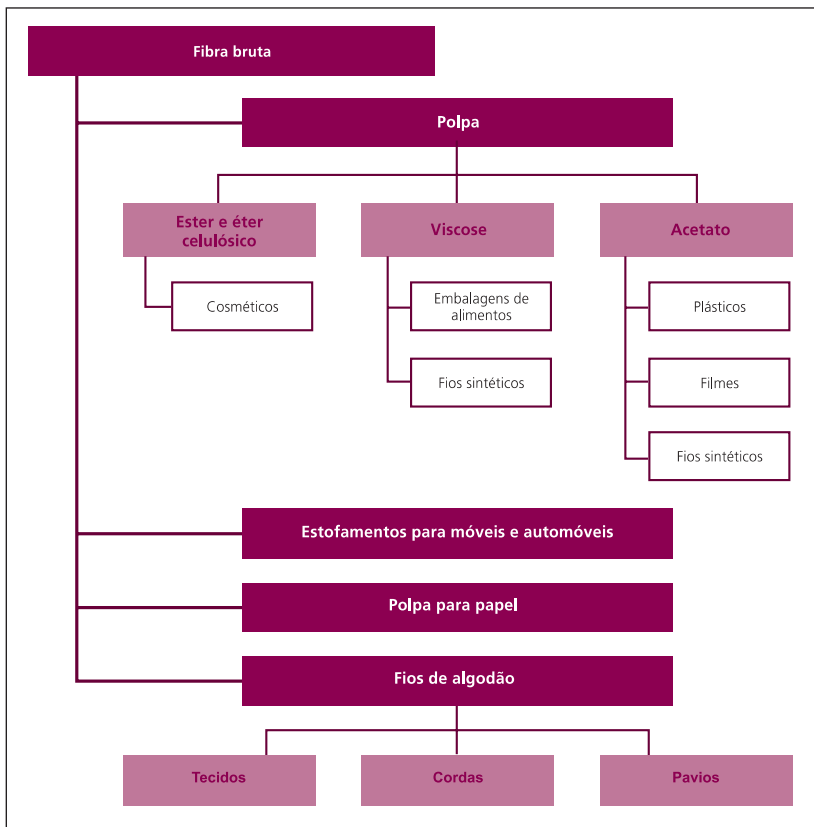 Fibra bruta
Polpa
Ester e éter
celulósico
Viscose
Acetato
Cosméticos
Embalagens de
alimentos
Plásticos
Fios sintéticos
Filmes
Fios sintéticos
Estofamentos para móveis e automóveis
Polpa para papel
Fios de algodão
Tecidos
Cordas
Pavios